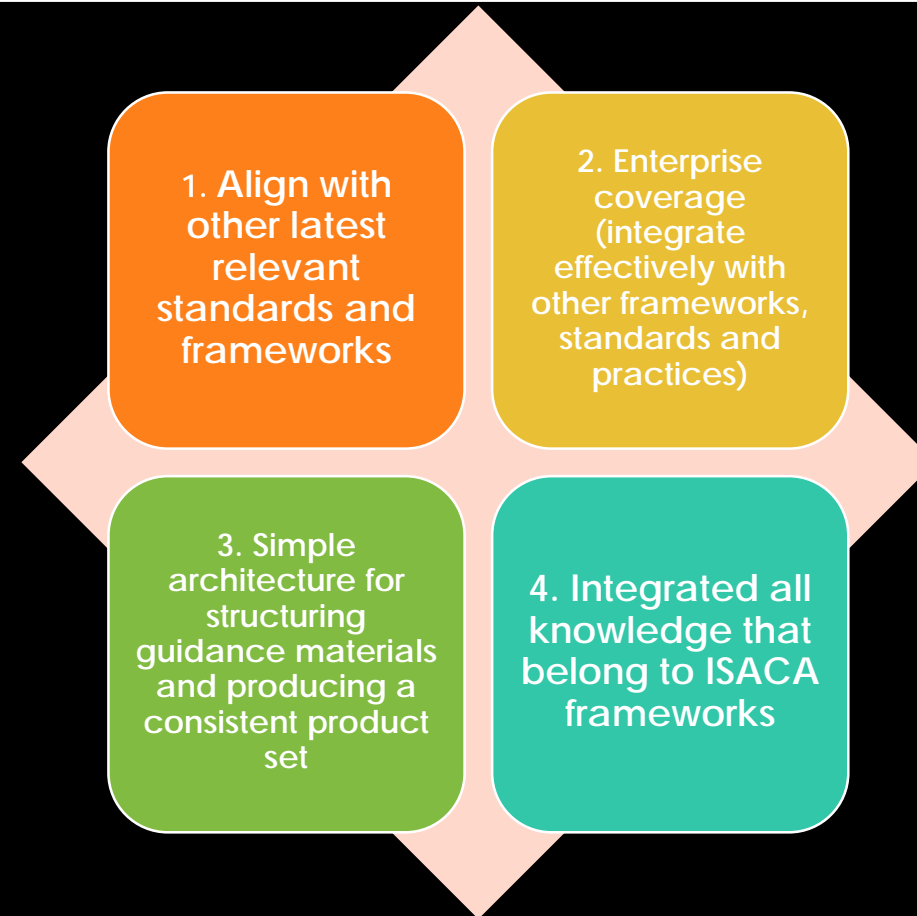 1. Align with
other latest
relevant
standards and
frameworks
2. Enterprise
coverage
(integrate
effectively with
other frameworks,
standards and
practices)
3. Simple
architecture for
structuring
guidance materials
and producing a
consistent product
set
4. Integrated all
knowledge that
belong to ISACA
frameworks